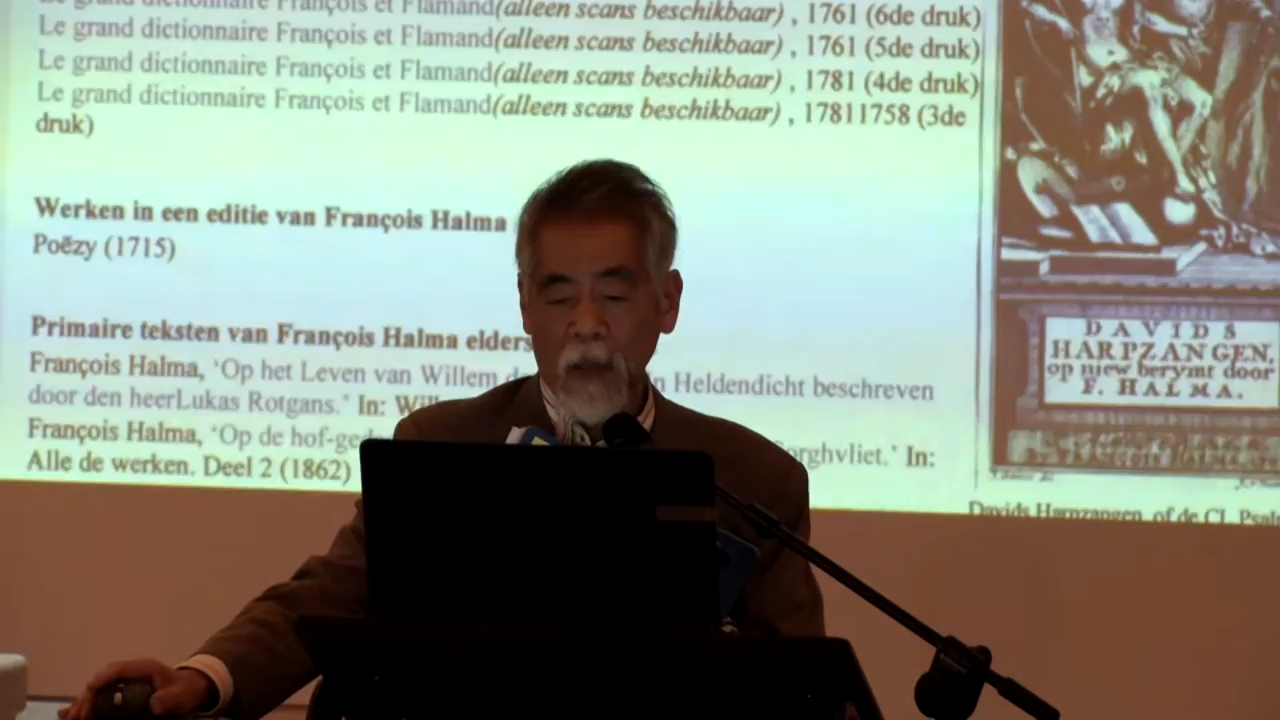 Le grand dictionnaire François et Flamand(alleen scans beschikbaar) , 1761 (6de druk)
Le grand dictionnaire François et Flamand(alleen scans beschikbaar) , 1761 (5de druk)
Le grand dictionnaire François et Flamand(alleen scans beschikbaar) , 1781 (4de druk)
Le grand dictionnaire François et Flamand(alleen scans beschikbaar) , 17811758 (3de
druk)
Werken in een editie van François Halma
Poëzy (1715)
Primaire teksten van François Halma elders
François Halma, ‘Op het Leven van Willem Heldendicht beschreven
door den heerLukas Rotgans.’ In:
François Halma, ‘Op de In:
Alle de werken. Deel 2 (1862)
DAVIDS
HARPZANGEN.
op niew berymt door
F. HALMA.
Davids Harpzangen, of de CL